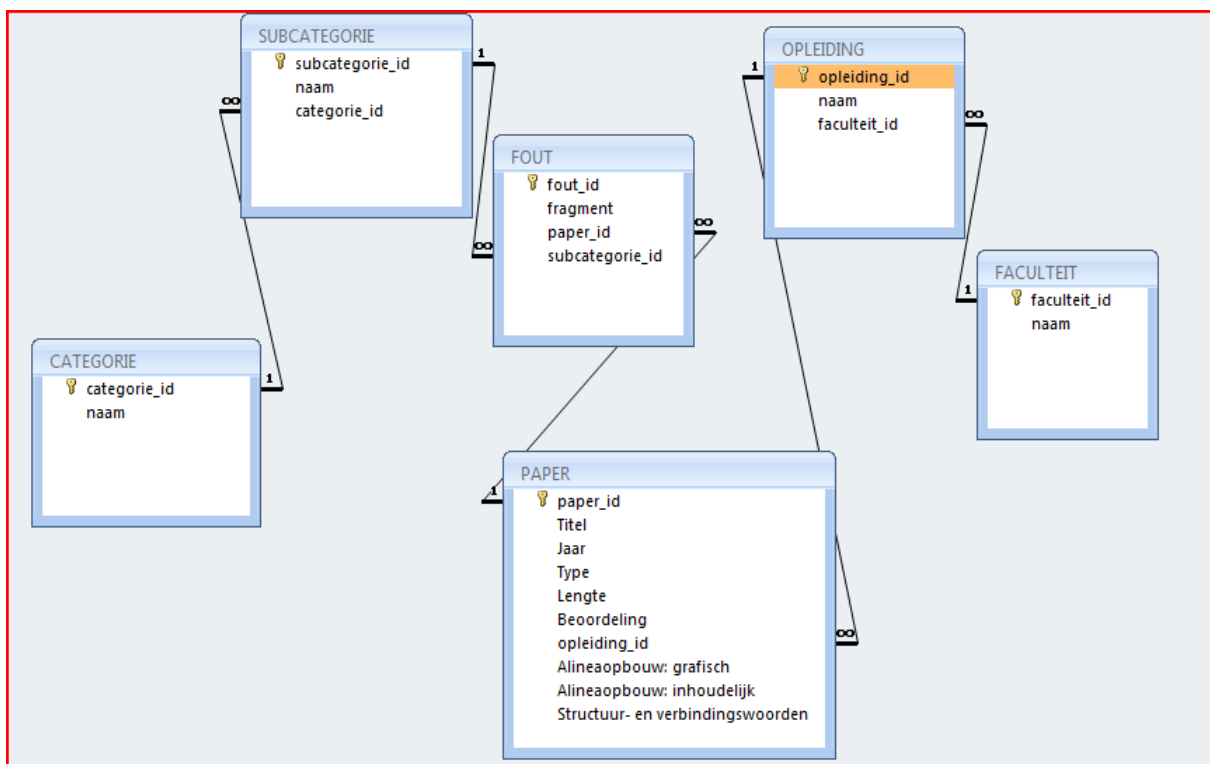 SUBCATEGORIE
subcategorie_id
naam
categorie_id
1
∞
OPLEIDING
opleiding_id
naam
faculteit_id
1
∞
FOUT
fout_id
fragment
paper_id
subcategorie_id
∞
∞
FACULTEIT
faculteit_id
naam
1
CATEGORIE
categorie_id
naam
1
PAPER
paper_id
Titel
Jaar
Type
Lengte
Beoordeling
opleiding_id
Alineaopbouw: grafisch
Alineaopbouw: inhoudelijk
Structuur- en verbindingswoorden
1
∞